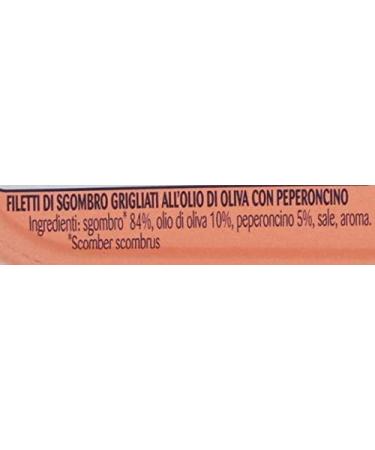 FILETTI DI SGOMBRO GRIGLIATI ALL'OLIO DI OLIVA CON PEPERONCINO
Ingredienti: sgombro* 84%, olio di oliva 10%, peperoncino 5%, sale, aroma.
*Scomber scombrus